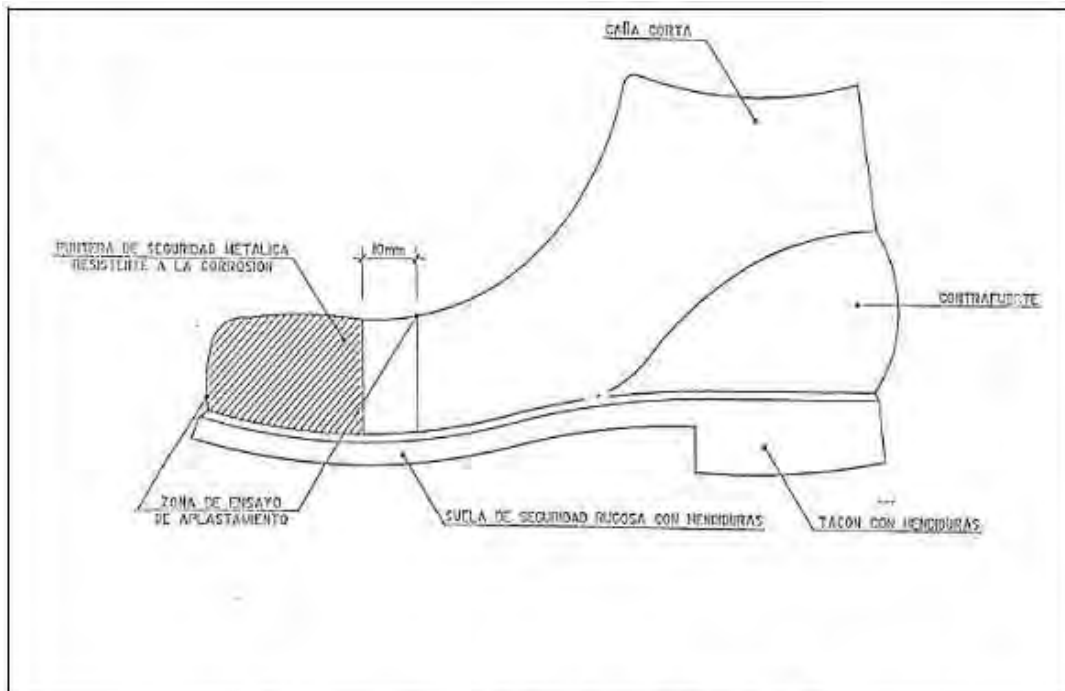 CAÑA CORTA
PUNTERA DE SEGURIDAD METALICA
RESISTENTE A LA CORROSION
10mm
CONTRAFUERTE
ZONA DE ENSAYO
DE APLASTAMIENTO
SUELA DE SEGURIDAD RUGOSA CON HENDIDURAS
TACON CON HENDIDURAS